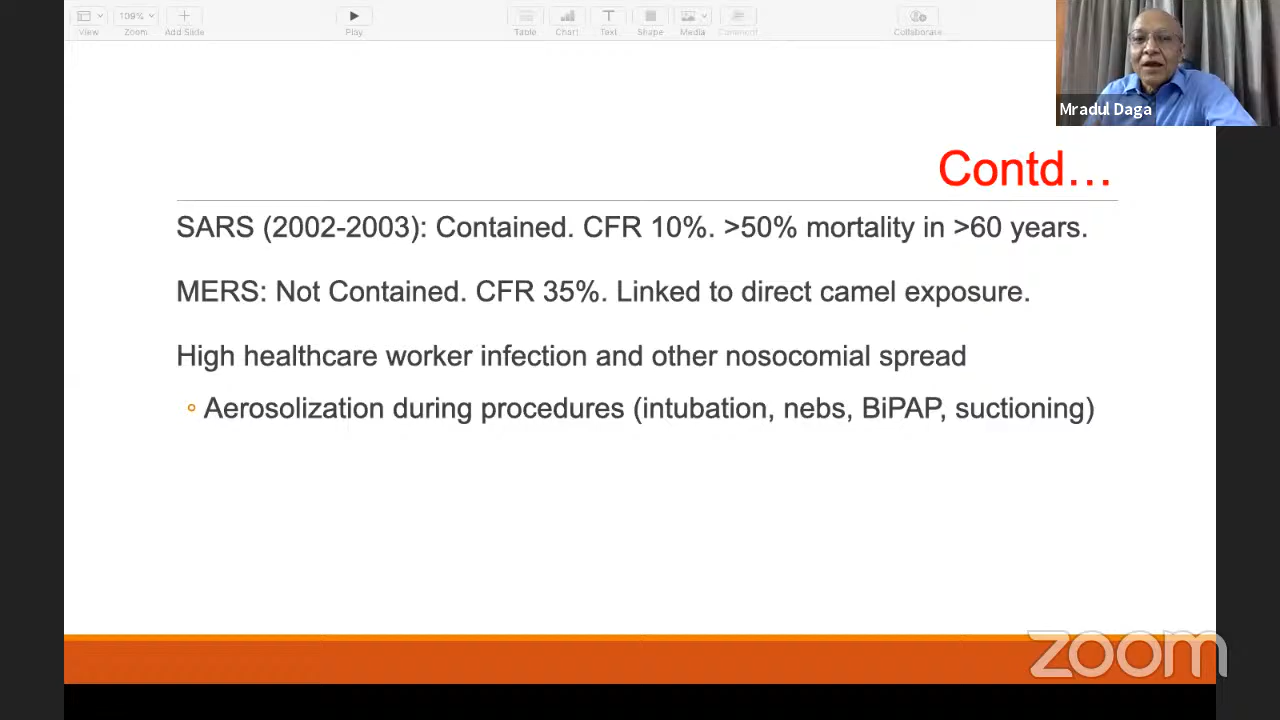 109%
View
Zoom
Add Slide
Play
Table
Chart
Text
Shape
Media
Comment
Collaborate
Mradul Daga
Contd…
SARS (2002-2003): Contained. CFR 10%. >50% mortality in >60 years.
MERS: Not Contained. CFR 35%. Linked to direct camel exposure.
High healthcare worker infection and other nosocomial spread
Aerosolization during procedures (intubation, nebs, BiPAP, suctioning)
zoom